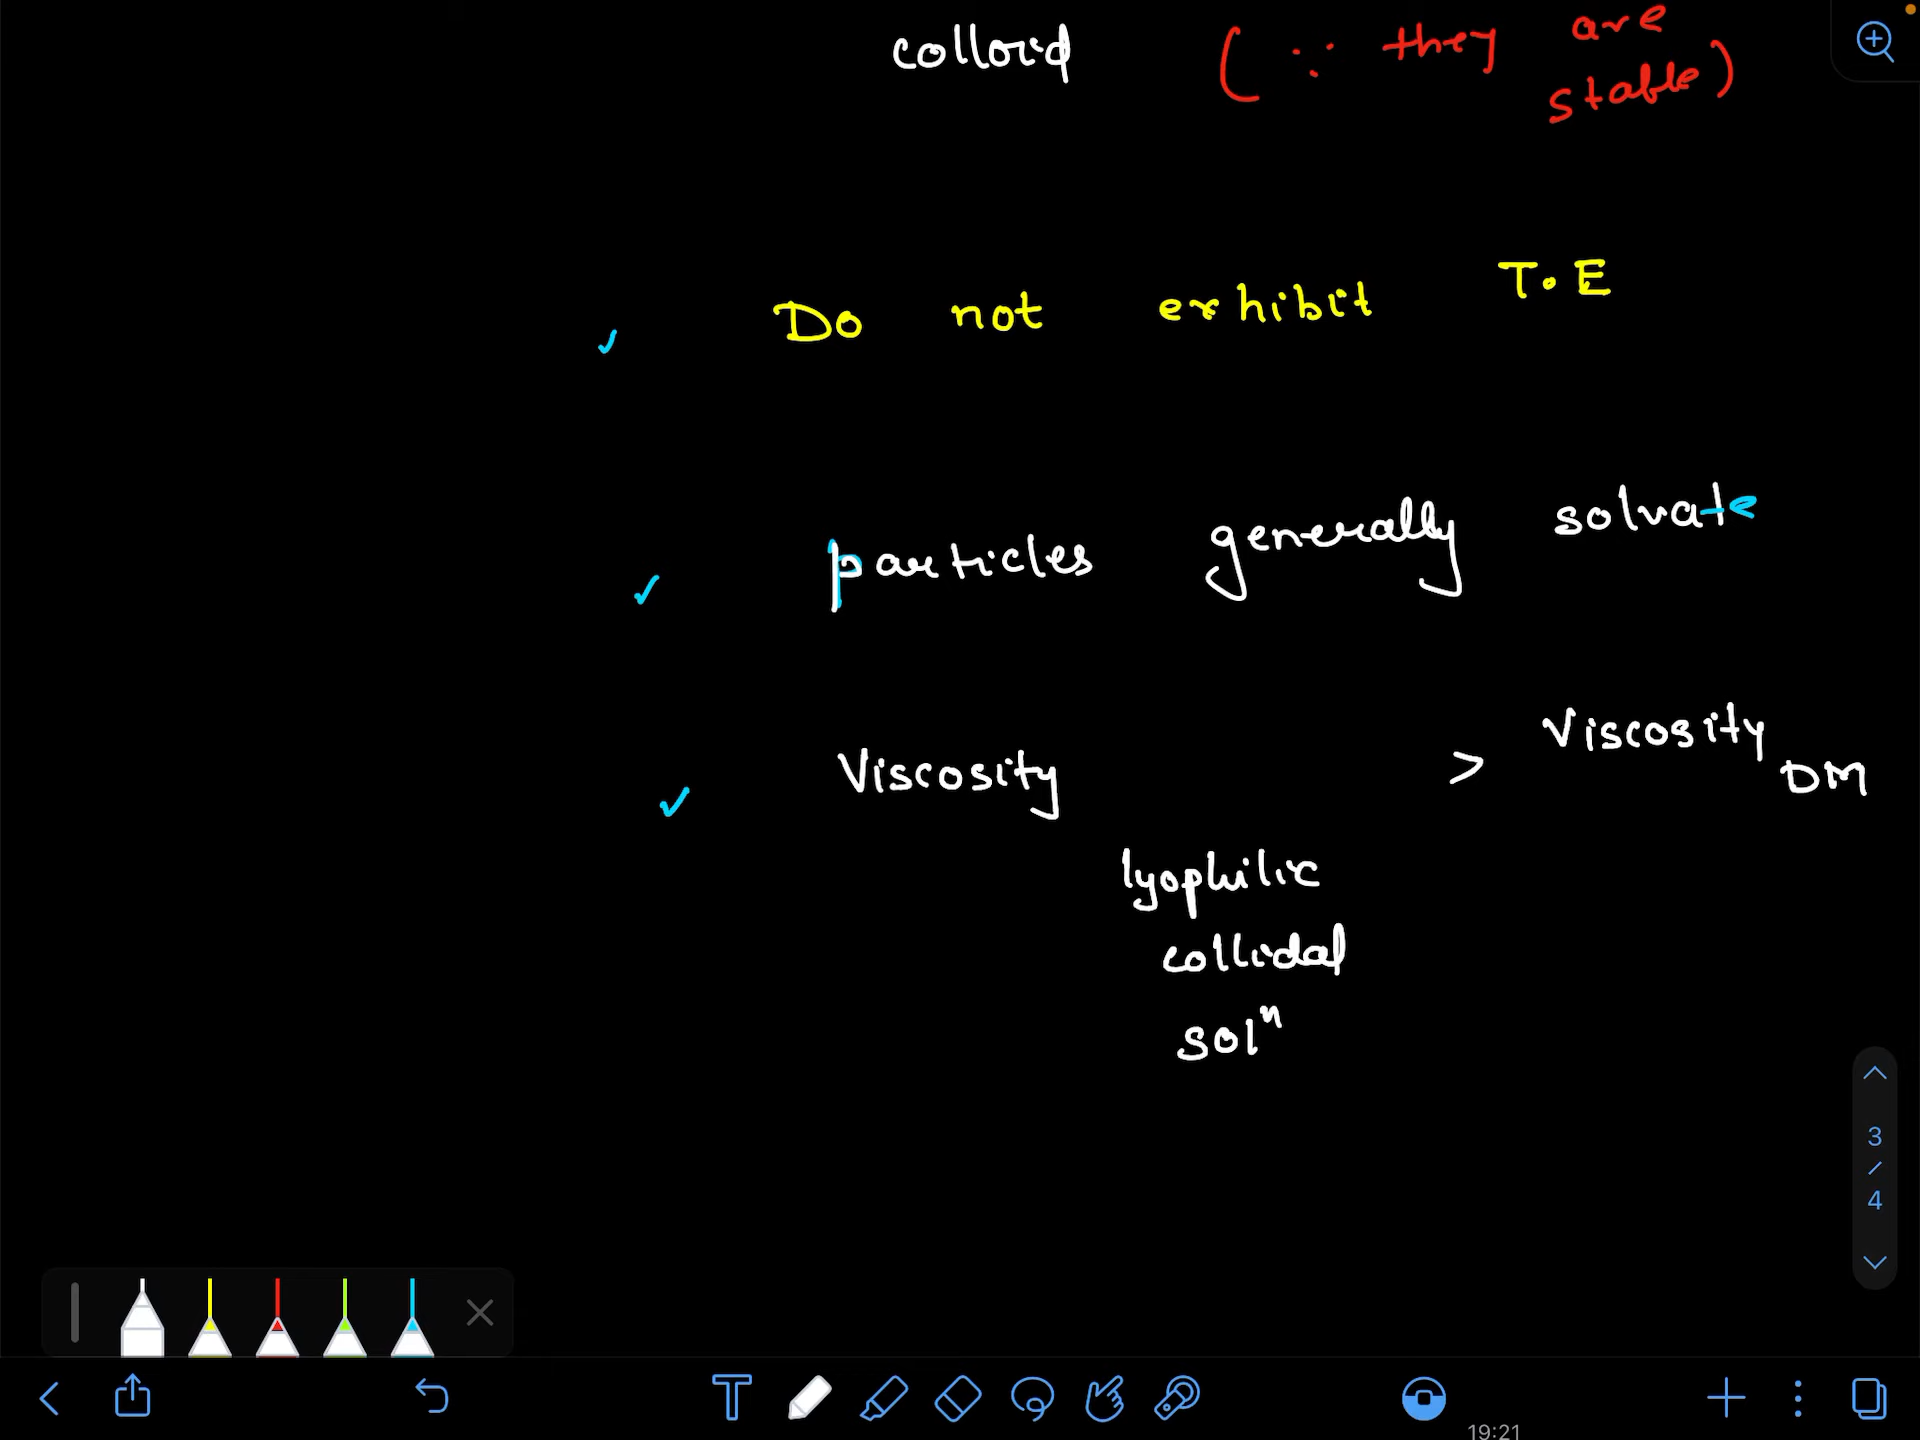 colloid (∵ they are stable)
✓ Do not exhibit T.E
✓ particles generally solvate
✓ Viscosity lyophilic collidal solⁿ > Viscosity DM
3
/
4
19:21